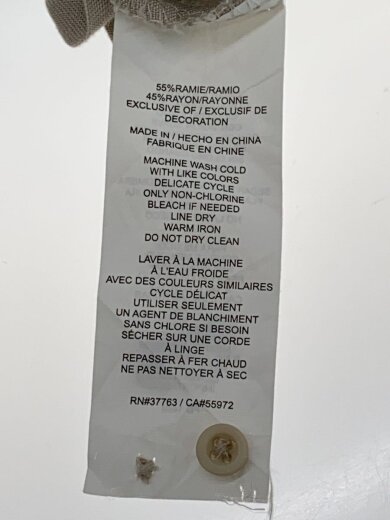 55%RAMIE/RAMIO
45%RAYON/RAYONNE
EXCLUSIVE OF / EXCLUSIF DE
DECORATION
MADE IN / HECHO EN CHINA
FABRIQUE EN CHINE
MACHINE WASH COLD
WITH LIKE COLORS
DELICATE CYCLE
ONLY NON-CHLORINE
BLEACH IF NEEDED
LINE DRY
WARM IRON
DO NOT DRY CLEAN
LAVER À LA MACHINE
À L'EAU FROIDE
AVEC DES COULEURS SIMILAIRES
CYCLE DÉLICAT
UTILISER SEULEMENT
UN AGENT DE BLANCHIMENT
SANS CHLORE SI BESOIN
SÉCHER SUR UNE CORDE
À LINGE
REPASSER À FER CHAUD
NE PAS NETTOYER À SEC
RN#37763 / CA#55972